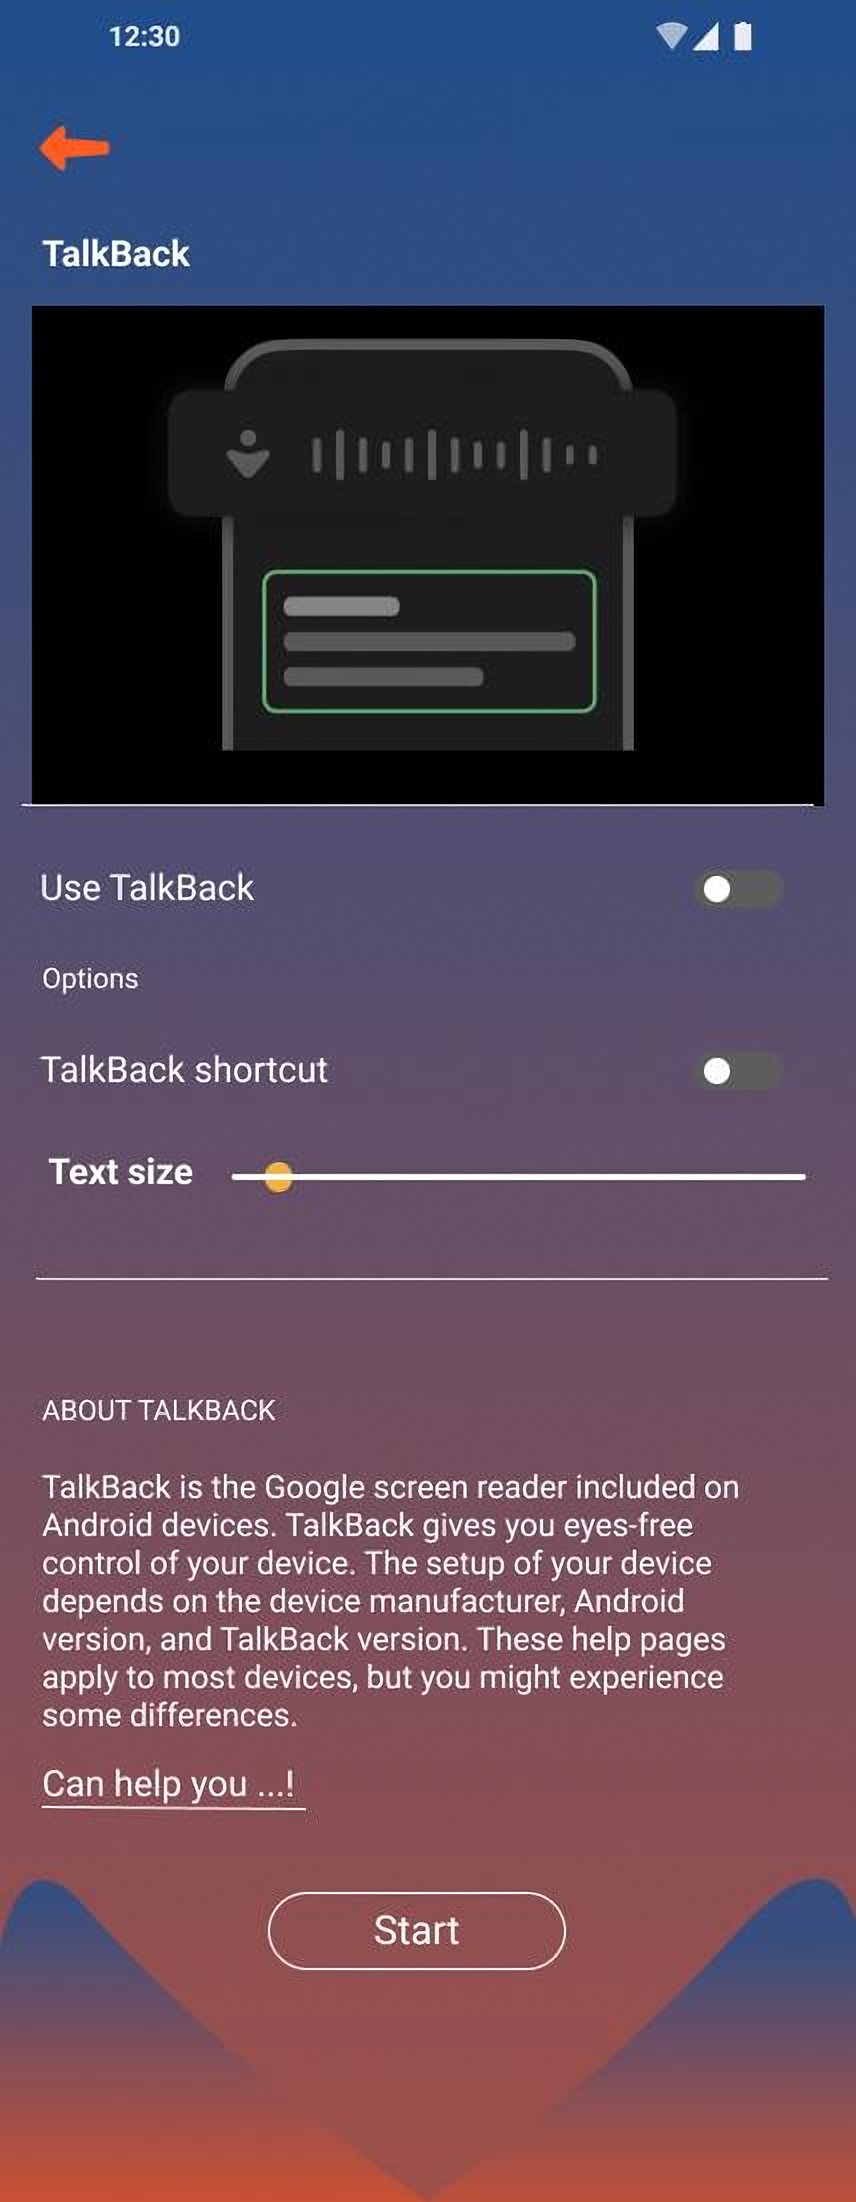 12:30
TalkBack
Use TalkBack
Options
TalkBack shortcut
Text size
ABOUT TALKBACK
TalkBack is the Google screen reader included on
Android devices. TalkBack gives you eyes-free
control of your device. The setup of your device
depends on the device manufacturer, Android
version, and TalkBack version. These help pages
apply to most devices, but you might experience
some differences.
Can help you ...!
Start